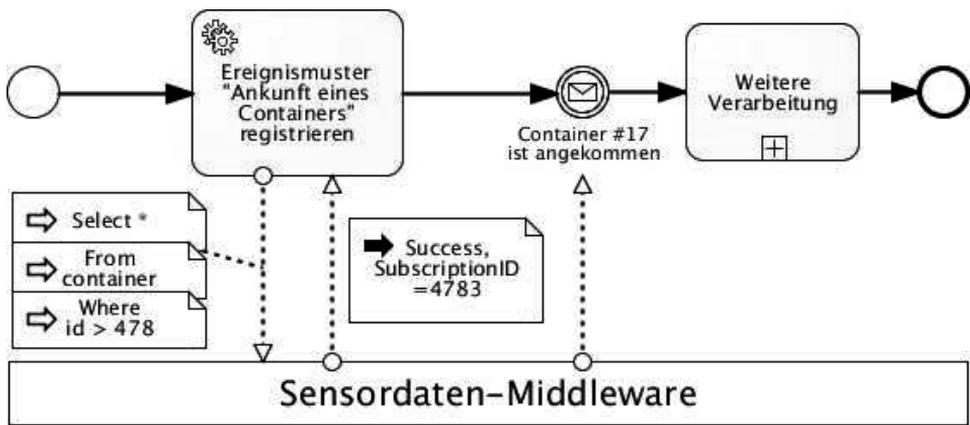 Ereignismuster
"Ankunft eines
Containers"
registrieren
Container #17
ist angekommen
Weitere
Verarbeitung
Select *
From
container
Where
id > 478
Success,
SubscriptionID
=4783
Sensordaten-Middleware